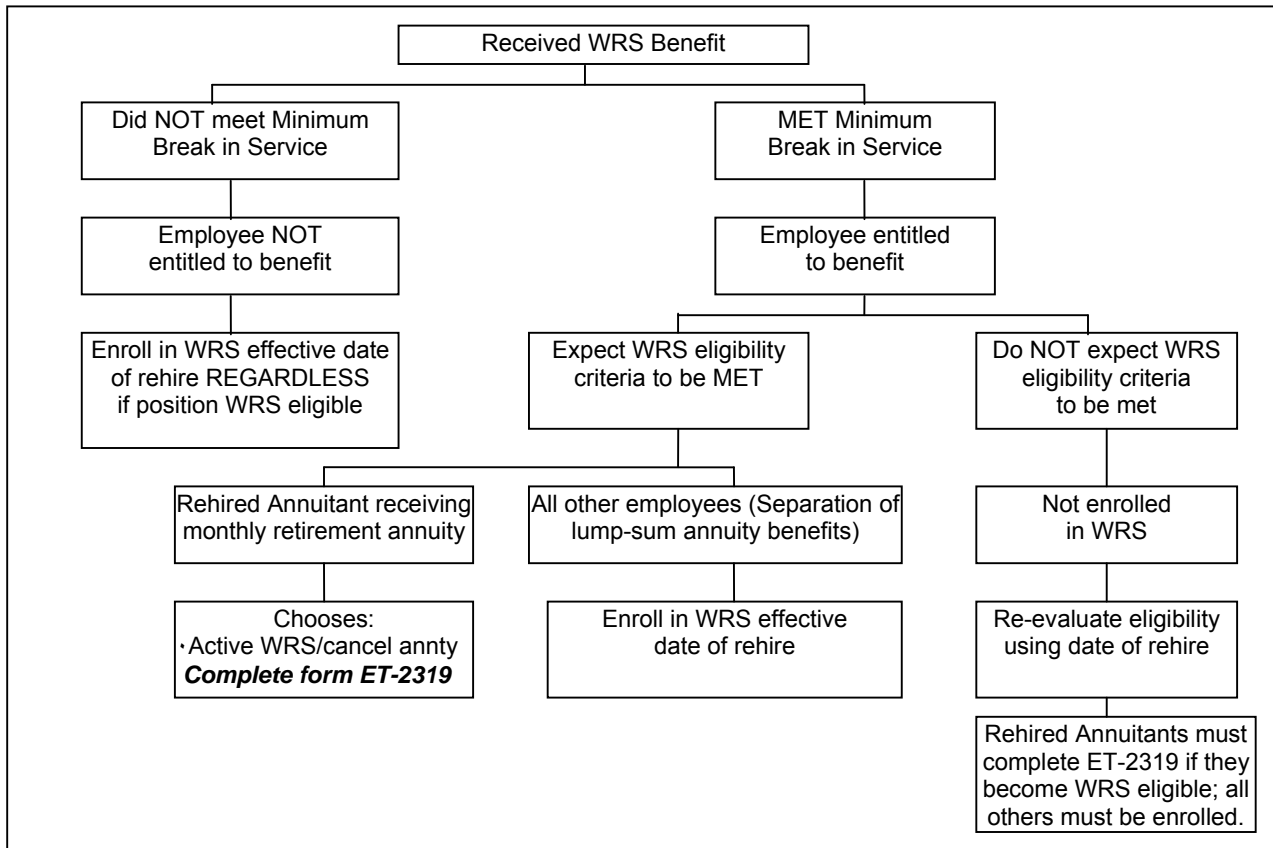 Received WRS Benefit
Did NOT meet Minimum
Break in Service
MET Minimum
Break in Service
Employee NOT
entitled to benefit
Employee entitled
to benefit
Enroll in WRS effective date
of rehire REGARDLESS
if position WRS eligible
Expect WRS eligibility
criteria to be MET
Do NOT expect WRS
eligibility criteria
to be met
Rehired Annuitant receiving
monthly retirement annuity
All other employees (Separation of
lump-sum annuity benefits)
Not enrolled
in WRS
Chooses:
· Active WRS/cancel annty
Complete form ET-2319
Enroll in WRS effective
date of rehire
Re-evaluate eligibility
using date of rehire
Rehired Annuitants must
complete ET-2319 if they
become WRS eligible; all
others must be enrolled.